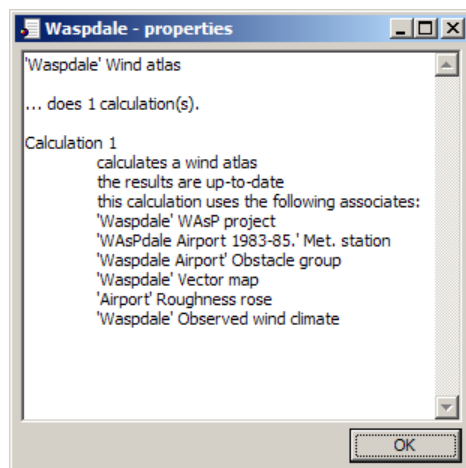 Waspdale - properties
'Waspdale' Wind atlas
... does 1 calculation(s).
Calculation 1
calculates a wind atlas
the results are up-to-date
this calculation uses the following associates:
'Waspdale' WAsP project
'WAsPdale Airport 1983-85.' Met. station
'Waspdale Airport' Obstacle group
'Waspdale' Vector map
'Airport' Roughness rose
'Waspdale' Observed wind climate
OK